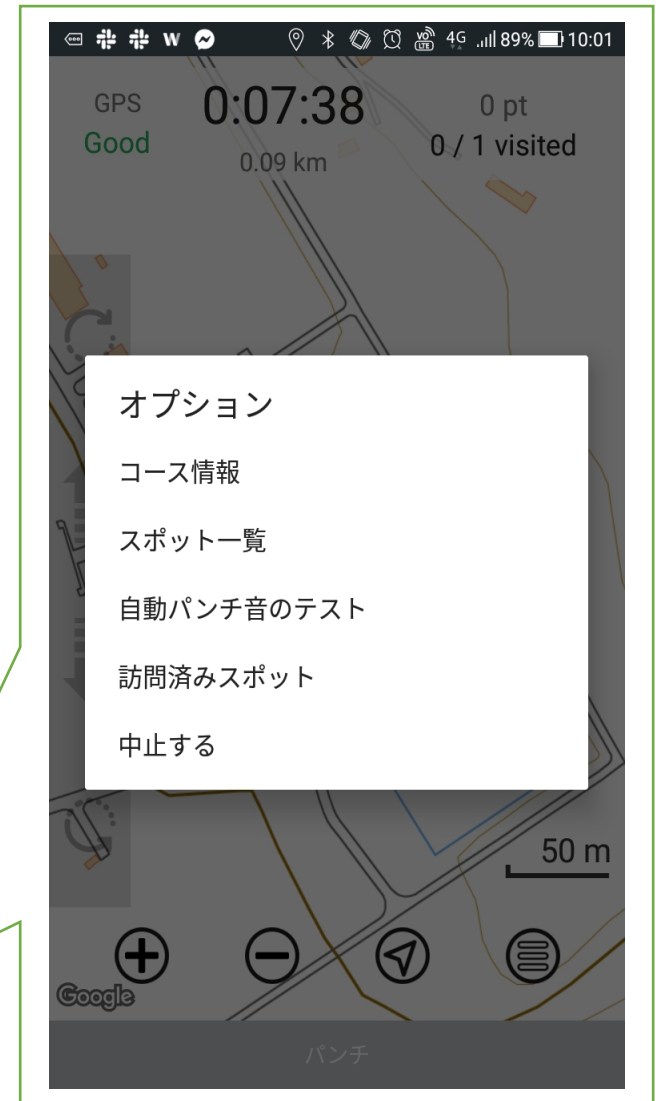 W VO LTE 4G 89% 10:01
GPS 0:07:38 0 pt
Good 0.09 km 0 / 1 visited
オプション
コース情報
スポット一覧
自動パンチ音のテスト
訪問済みスポット
中止する
50 m
Google
パンチ